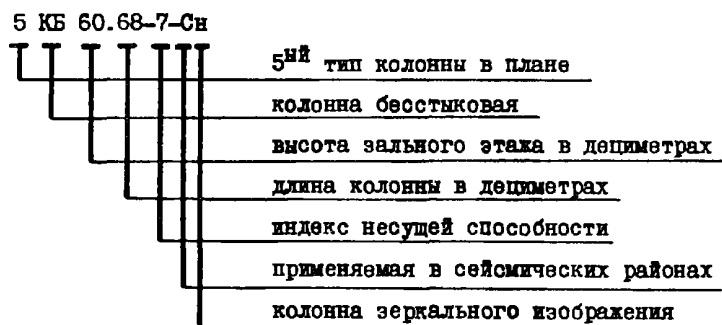 5 КБ 60.68-7-Сн
5ый тип колонны в плане
колонна бесстыковая
высота зального этажа в дециметрах
длина колонны в дециметрах
индекс несущей способности
применяемая в сейсмических районах
колонна зеркального изображения